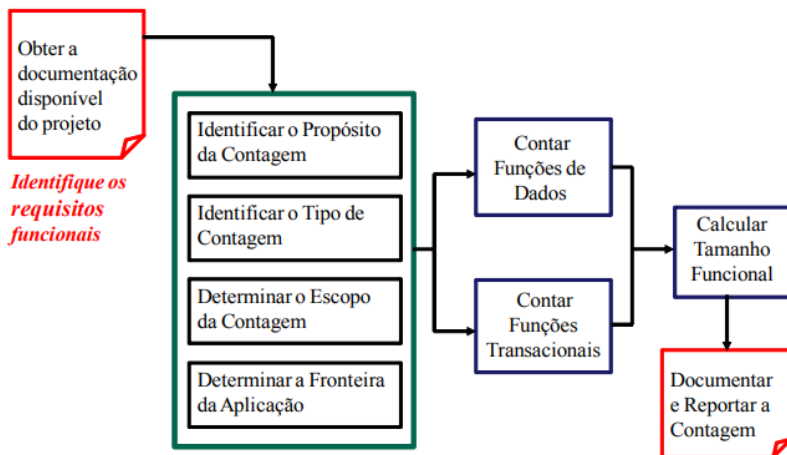 Obter a
documentação
disponível
do projeto
Identifique os
requisitos
funcionais
Identificar o Propósito
da Contagem
Identificar o Tipo de
Contagem
Determinar o Escopo
da Contagem
Determinar a Fronteira
da Aplicação
Contar
Funções de
Dados
Contar
Funções
Transacionais
Calcular
Tamanho
Funcional
Documentar
e Reportar a
Contagem